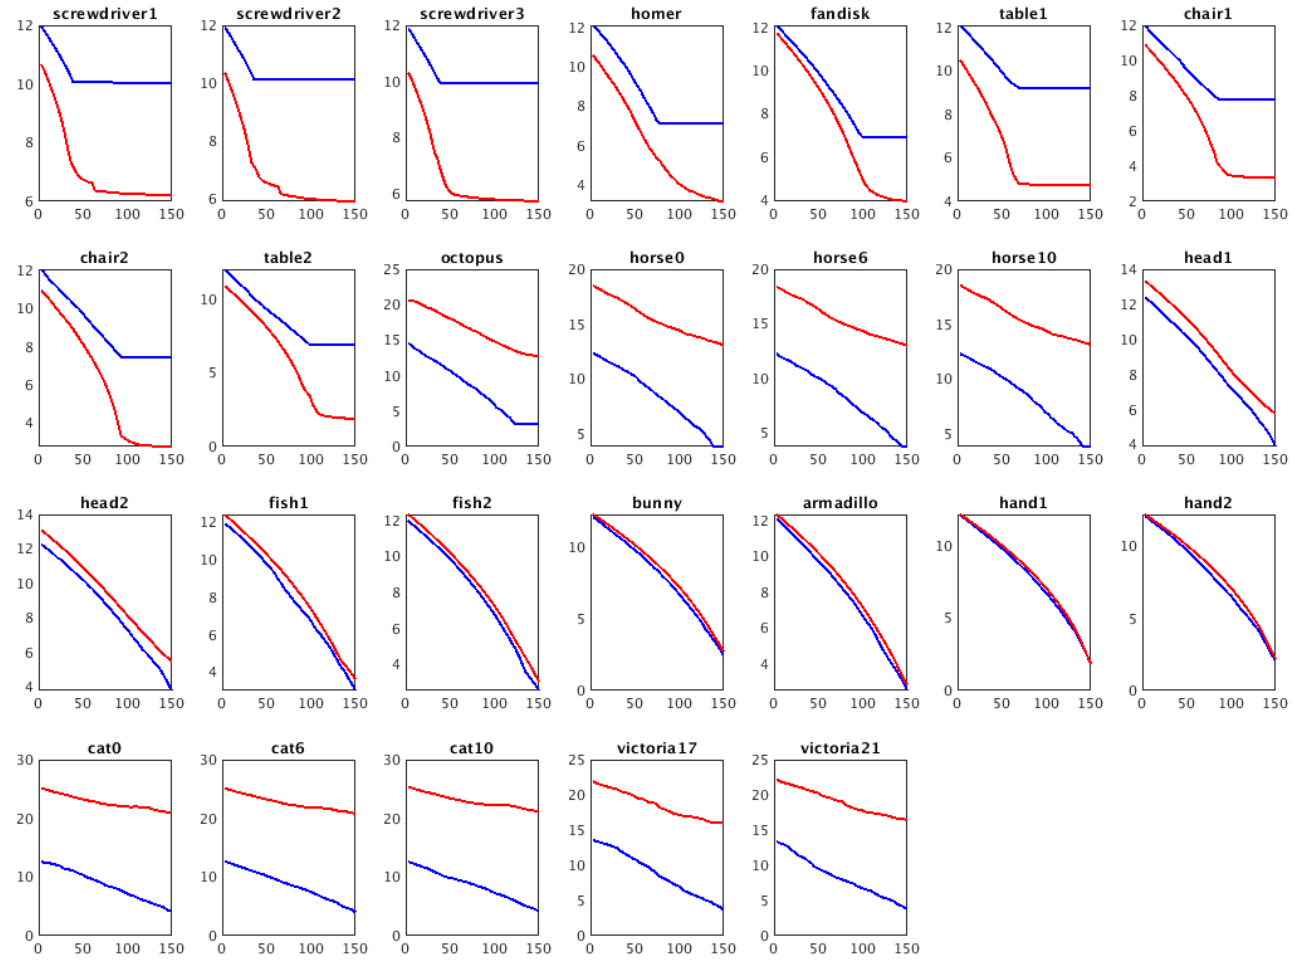 screwdriver1 screwdriver2 screwdriver3 homer fandisk table1 chair1
12 12 12 12 12 12 12
10 10 10 10 10 10 10
8 8 8 8 8 8 8
6 6 6 6 6 6 6
4 4 4 4
2
0 50 100 150 0 50 100 150 0 50 100 150 0 50 100 150 0 50 100 150 0 50 100 150 0 50 100 150
chair2 table2 octopus horse0 horse6 horse10 head1
12 10 25 20 20 20 14
10 5 20 15 15 15 12
8 0 15 10 10 10 10
6 10 5 5 5 8
4 5 6
0 4
0 50 100 150 0 50 100 150 0 50 100 150 0 50 100 150 0 50 100 150 0 50 100 150 0 50 100 150
head2 fish1 fish2 bunny armadillo hand1 hand2
14 12 12 10 12 10 10
12 10 10 5 10 5 5
10 8 8 0 8 0 0
8 6 6 6
6 4 4 4
4
0 50 100 150 0 50 100 150 0 50 100 150 0 50 100 150 0 50 100 150 0 50 100 150 0 50 100 150
cat0 cat6 cat10 victoria17 victoria21
30 30 30 25 25
20 20 20 20 20
10 10 10 15 15
0 0 0 10 10
5 5
0 0
0 50 100 150 0 50 100 150 0 50 100 150 0 50 100 150 0 50 100 150